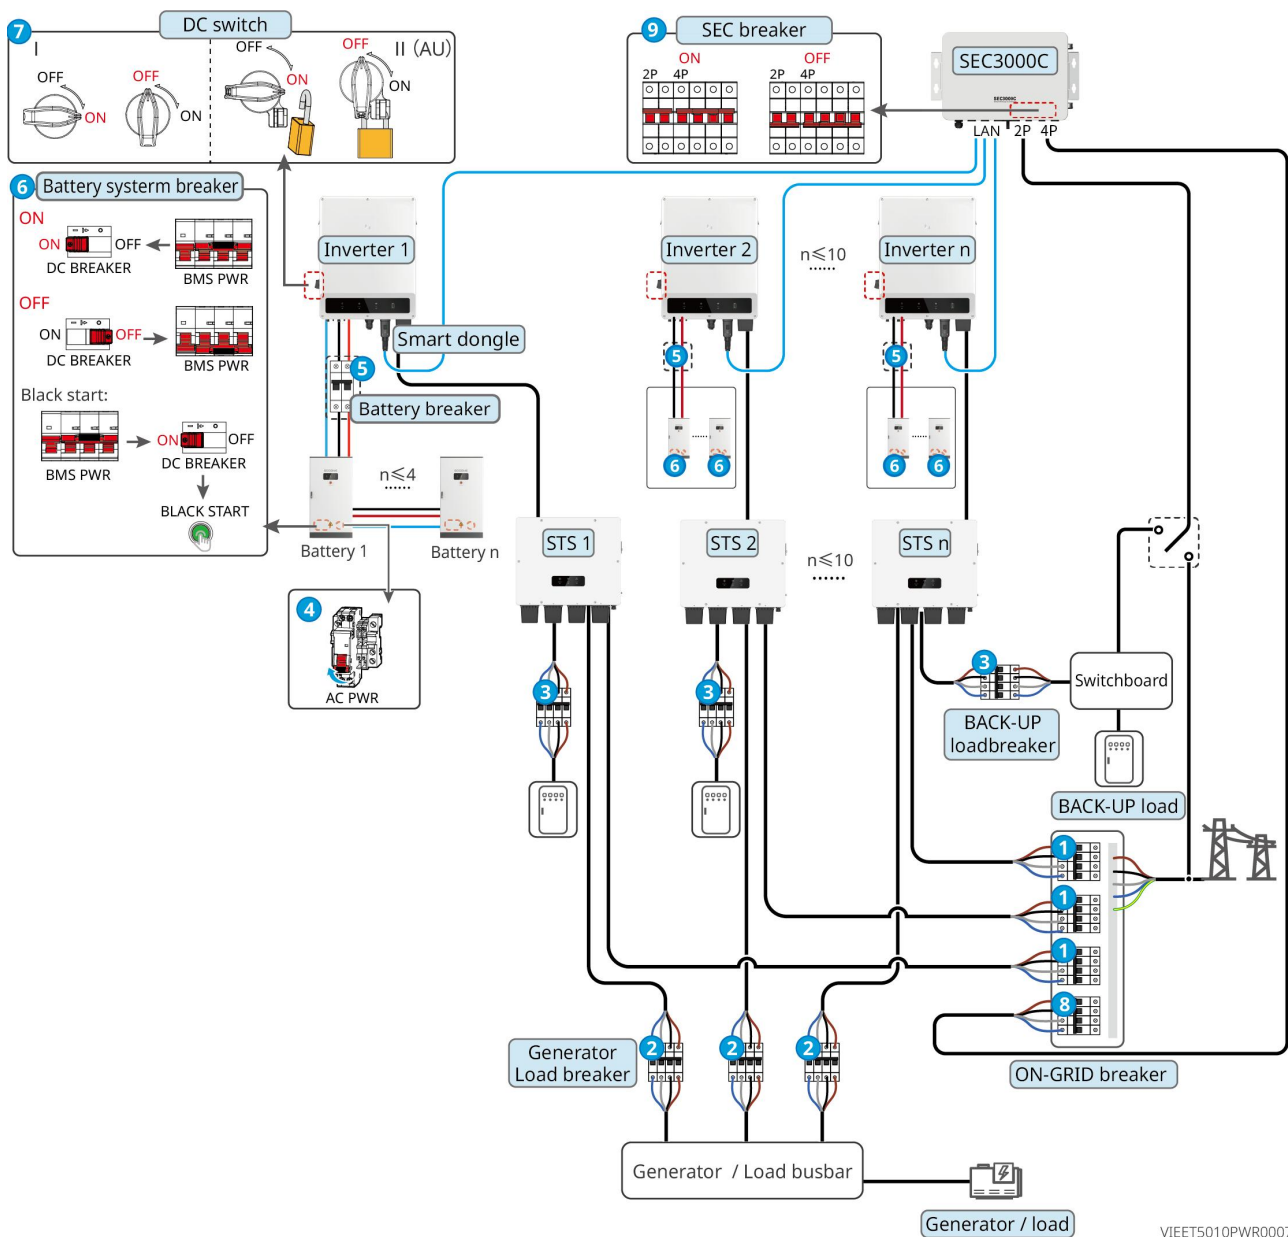 7
DC switch
I
II (AU)
OFF
ON
OFF
ON
OFF
ON
OFF
ON
9
SEC breaker
ON
OFF
2P 4P
2P 4P
SEC3000C
SEC3000C
LAN 2P 4P
6
Battery systerm breaker
ON
ON
OFF
DC BREAKER
BMS PWR
OFF
ON
OFF
DC BREAKER
BMS PWR
Black start:
ON
OFF
BMS PWR
DC BREAKER
BLACK START
Inverter 1
Inverter 2
n≤10
......
Inverter n
Smart dongle
5
Battery breaker
5
5
n≤4
......
Battery 1
Battery n
......
6
6
......
6
6
4
AC PWR
STS 1
STS 2
n≤10
......
STS n
3
3
3
BACK-UP
loadbreaker
Switchboard
BACK-UP load
1
1
1
8
ON-GRID breaker
Generator
Load breaker
2
2
2
Generator / Load busbar
Generator / load
VIEET5010PWR0007